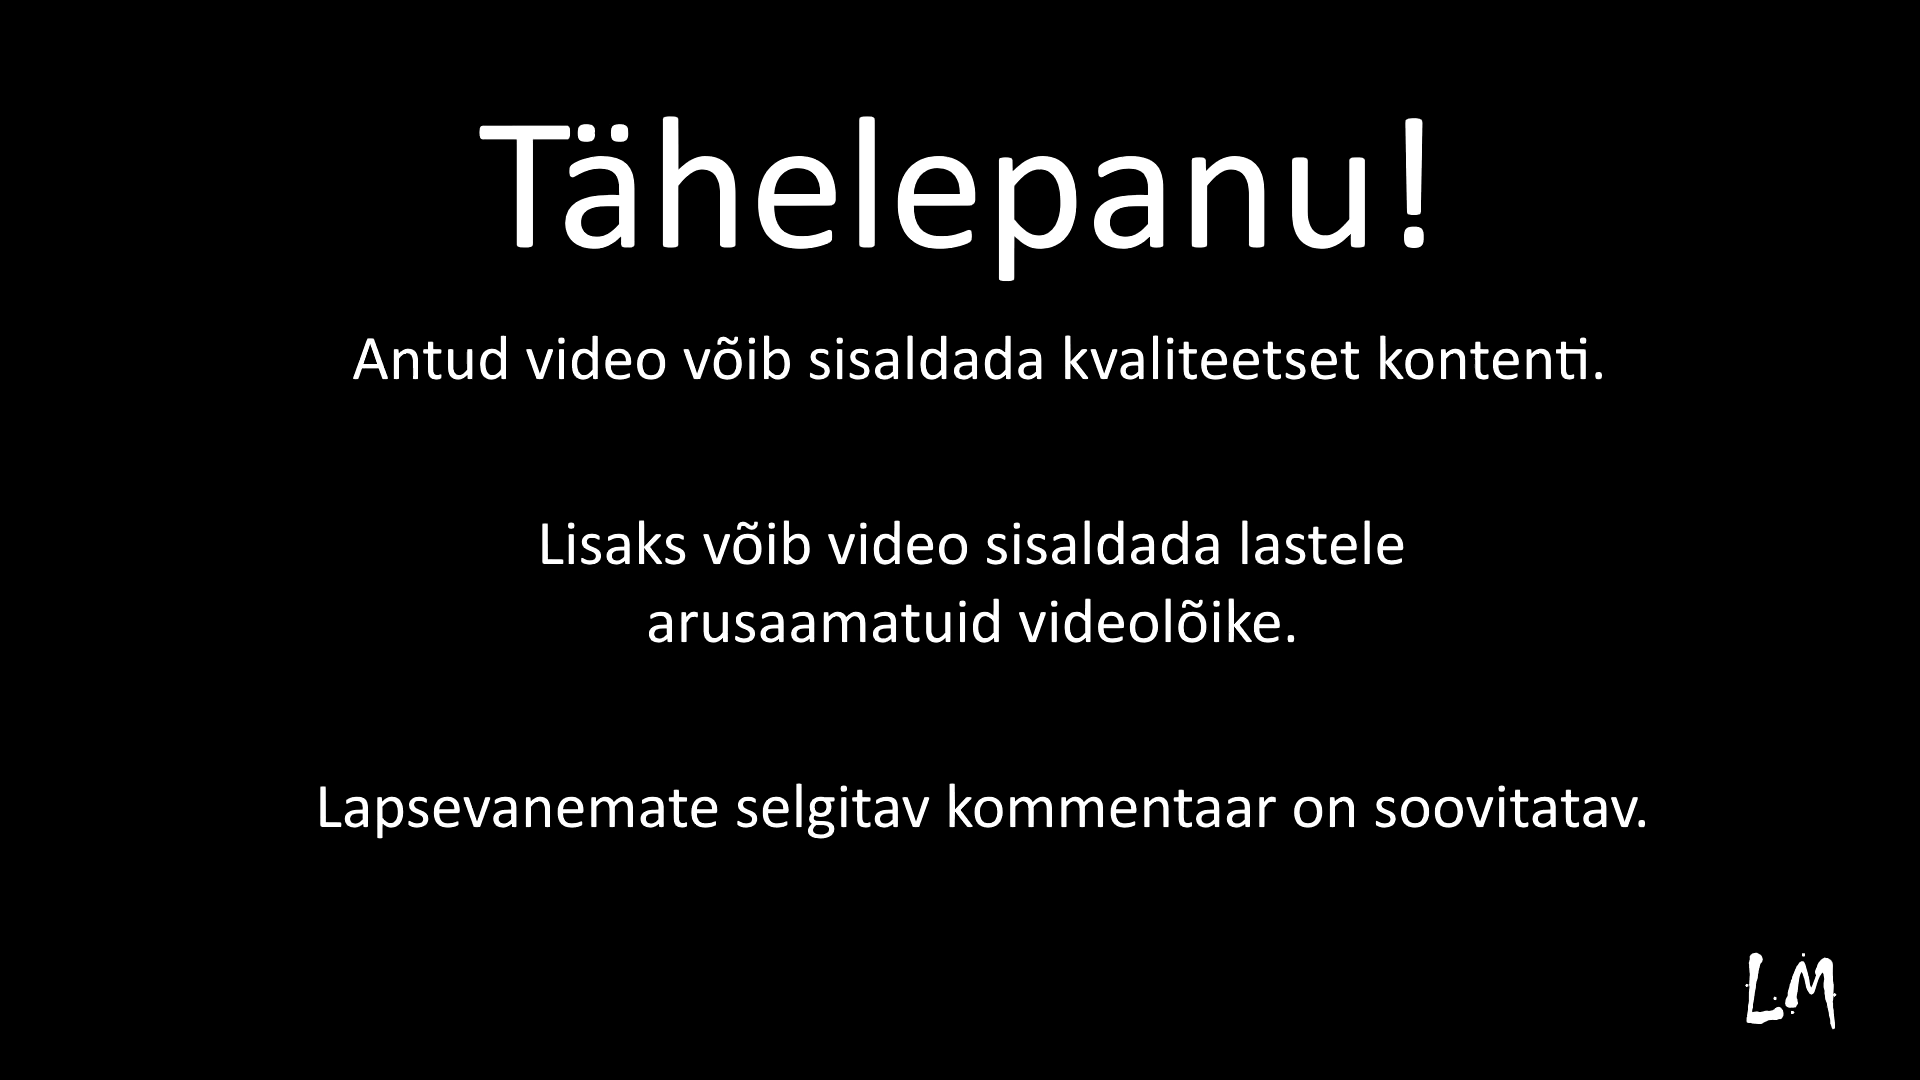 Tähelepanu!
Antud video võib sisaldada kvaliteetset kontenti.
Lisaks võib video sisaldada lastele
arusaamatuid videolõike.
Lapsevanemate selgitav kommentaar on soovitatav.
LM